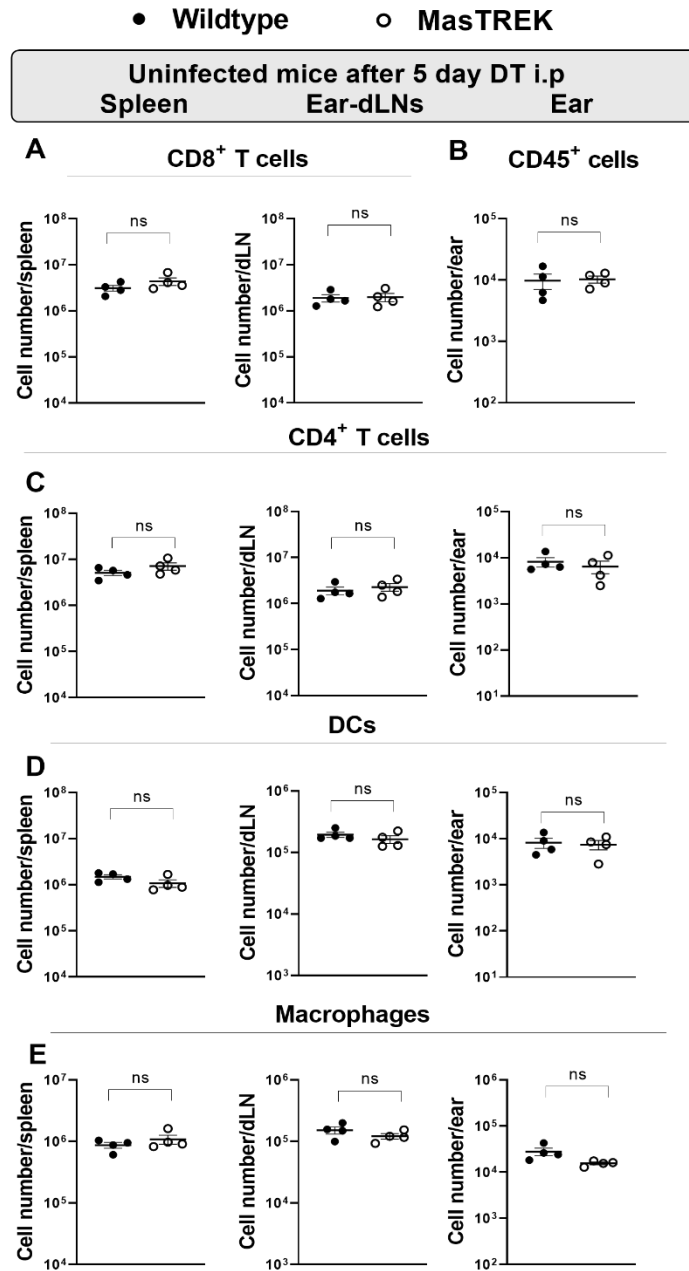 ● Wildtype ○ MasTREK
Uninfected mice after 5 day DT i.p
Spleen Ear-dLNs Ear
A CD8⁺ T cells B CD45⁺ cells
ns ns ns
Cell number/spleen
10⁸
10⁷
10⁶
10⁵
10⁴
Cell number/dLN
10⁸
10⁷
10⁶
10⁵
10⁴
Cell number/ear
10⁵
10⁴
10³
10²
CD4⁺ T cells
C
ns ns ns
Cell number/spleen
10⁸
10⁷
10⁶
10⁵
10⁴
Cell number/dLN
10⁸
10⁷
10⁶
10⁵
10⁴
Cell number/ear
10⁵
10⁴
10³
10²
10¹
DCs
D
ns ns ns
Cell number/spleen
10⁸
10⁷
10⁶
10⁵
10⁴
Cell number/dLN
10⁶
10⁵
10⁴
10³
Cell number/ear
10⁵
10⁴
10³
10²
10¹
Macrophages
E
ns ns ns
Cell number/spleen
10⁷
10⁶
10⁵
10⁴
Cell number/dLN
10⁶
10⁵
10⁴
10³
Cell number/ear
10⁶
10⁵
10⁴
10³
10²